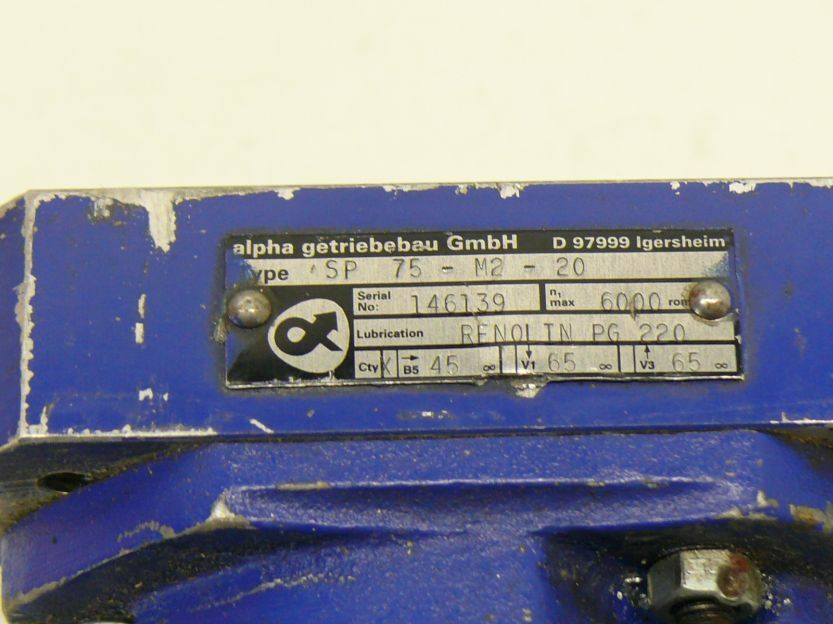 alpha getriebebau GmbH D 97999 Igersheim
ype SP 75 - M2 - 20
Serial No: 146139 n1 max 6000
Lubrication RENOLIN PG 220
Cty X → B5 45 ∞ ↓ V1 65 ∞ ↑ V3 65 ∞